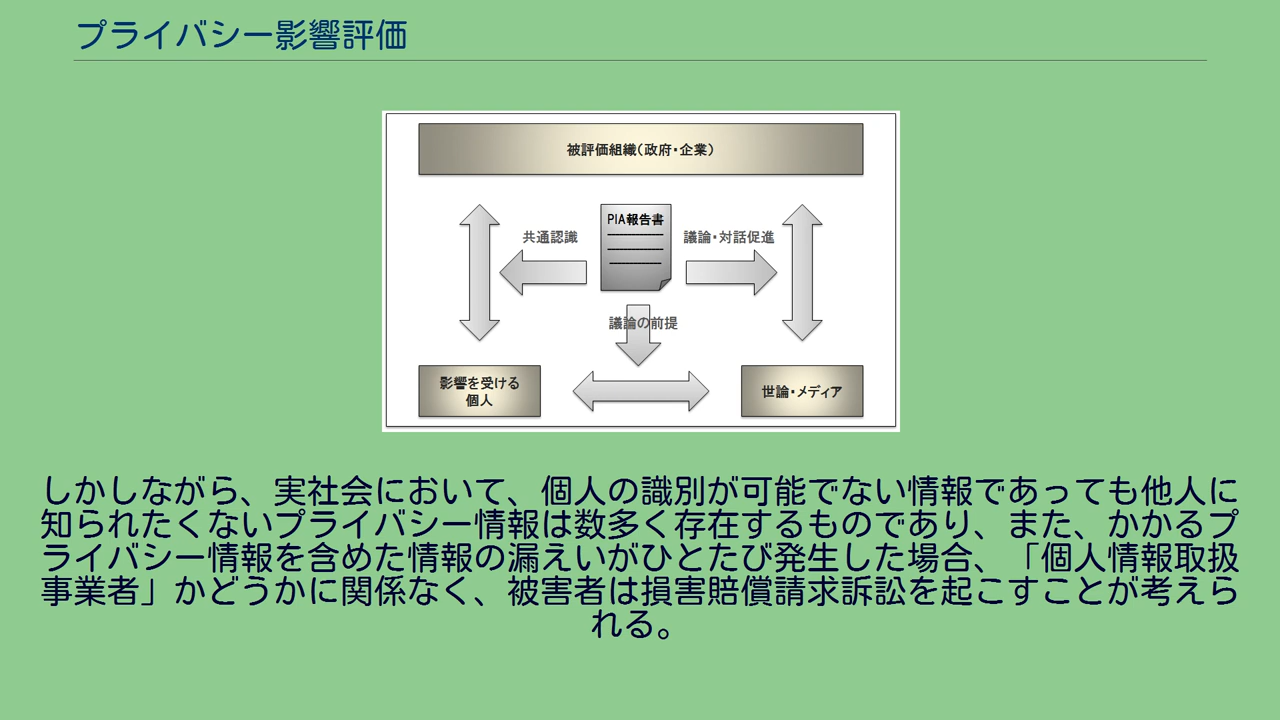 プライバシー影響評価
被評価組織(政府・企業)
PIA報告書
共通認識
議論・対話促進
議論の前提
影響を受ける
個人
世論・メディア
しかしながら、実社会において、個人の識別が可能でない情報であっても他人に
知られたくないプライバシー情報は数多く存在するものであり、また、かかるプ
ライバシー情報を含めた情報の漏えいがひとたび発生した場合、「個人情報取扱
事業者」かどうかに関係なく、被害者は損害賠償請求訴訟を起こすことが考えら
れる。